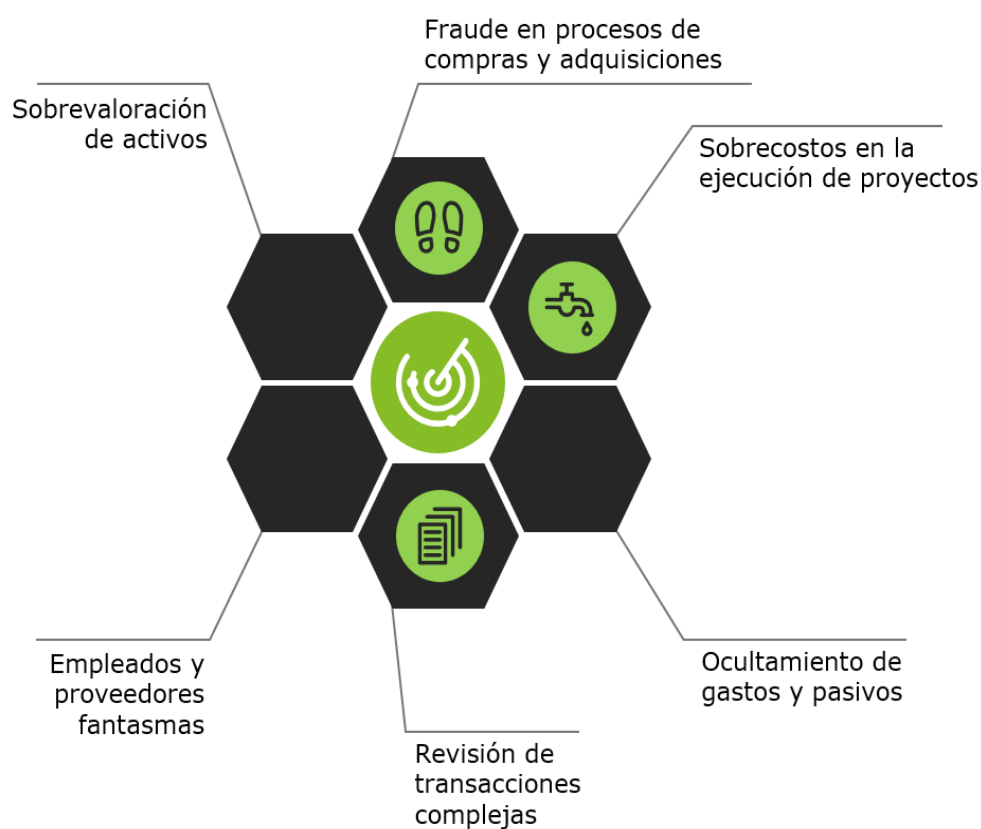 Fraude en procesos de
compras y adquisiciones
Sobrevaloración
de activos
Sobrecostos en la
ejecución de proyectos
Empleados y
proveedores
fantasmas
Ocultamiento de
gastos y pasivos
Revisión de
transacciones
complejas